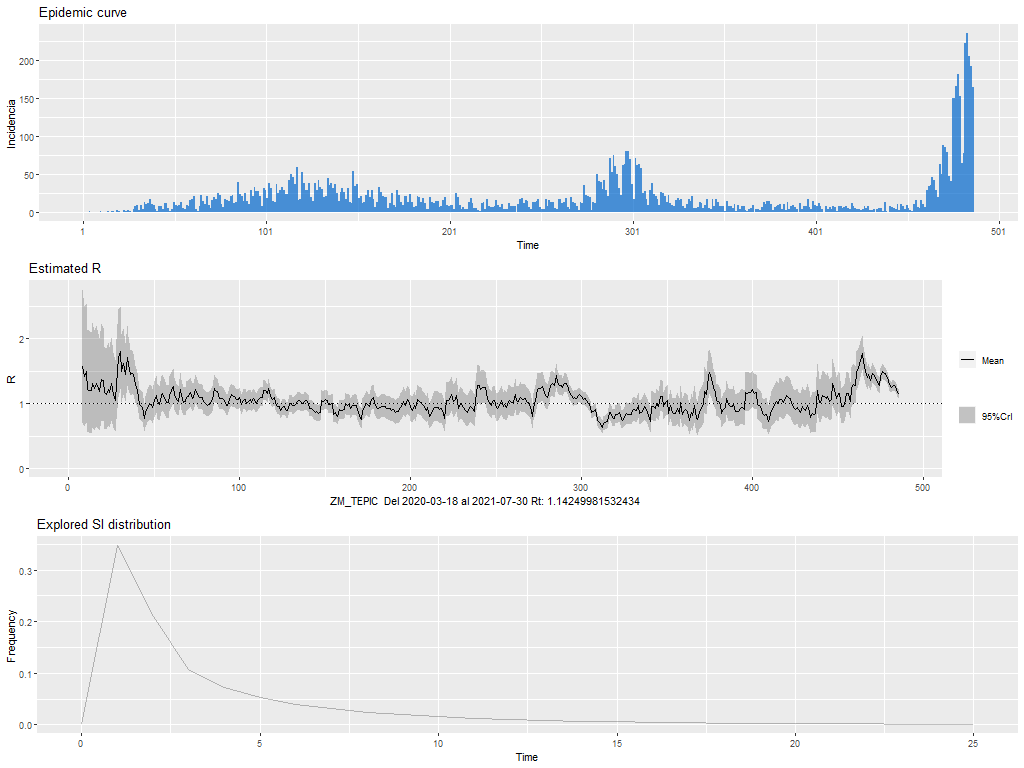 Epidemic curve
Incidencia
200
150
100
50
0
1
101
201
301
401
501
Time
Estimated R
R
2
1
0
0
100
200
300
400
500
ZM_TEPIC Del 2020-03-18 al 2021-07-30 Rt: 1.14249981532434
Mean
95%CrI
Explored SI distribution
Frequency
0.3
0.2
0.1
0.0
0
5
10
15
20
25
Time